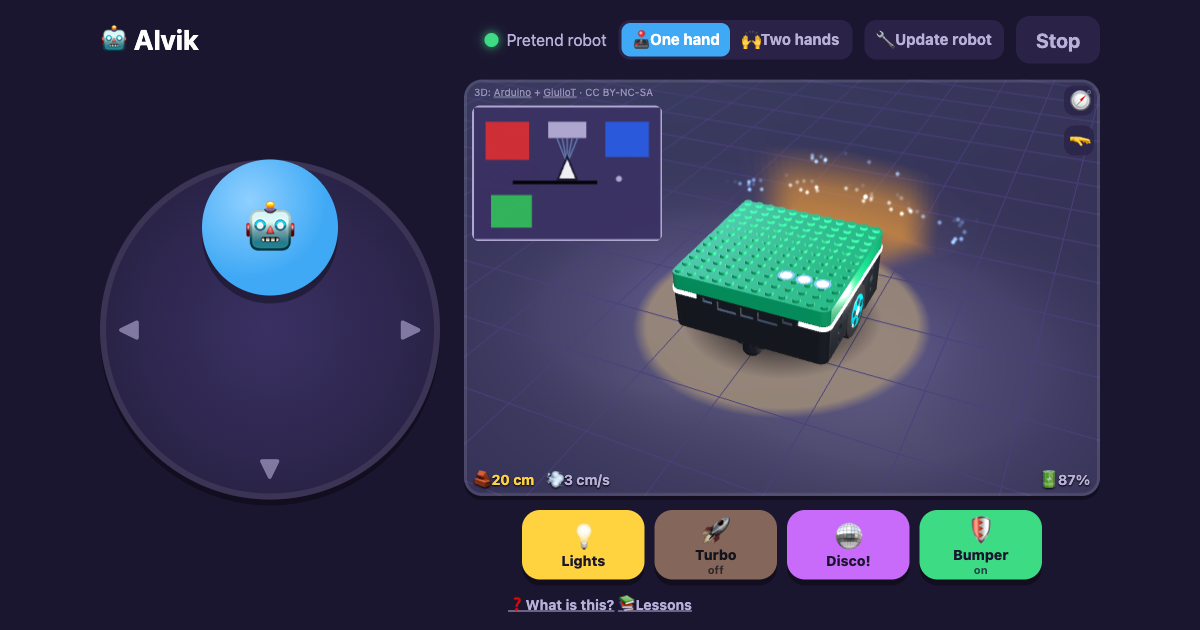 Alvik
Pretend robot
One hand
Two hands
Update robot
Stop
3D: Arduino + GiulioT · CC BY-NC-SA
20 cm
3 cm/s
87%
Lights
Turbo
off
Disco!
Bumper
on
What is this?
Lessons